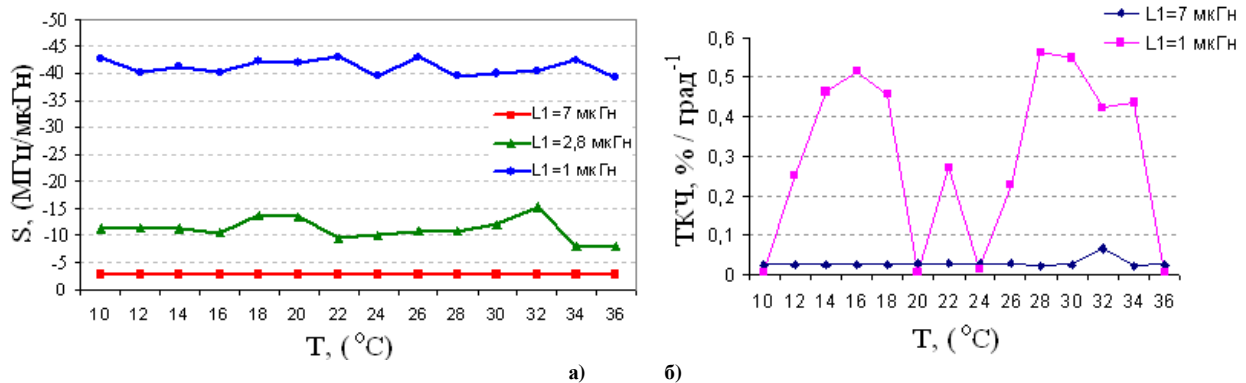 -50
-45
-40
-35
-30
-25
-20
-15
-10
-5
0
S, (МГц/мкГн)
L1=7 мкГн
L1=2,8 мкГн
L1=1 мкГн
10 12 14 16 18 20 22 24 26 28 30 32 34 36
T, (°C)
а)
L1=7 мкГн
L1=1 мкГн
0,6
0,5
0,4
0,3
0,2
0,1
0
ТКЧ, % / град⁻¹
10 12 14 16 18 20 22 24 26 28 30 32 34 36
T, (°C)
б)